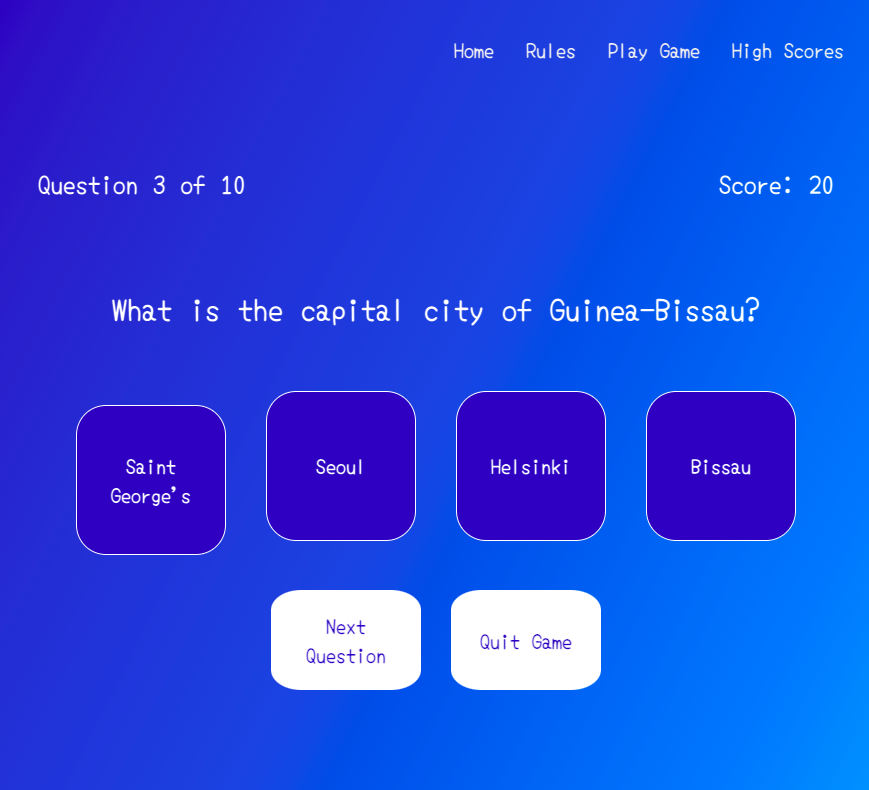 Home Rules Play Game High Scores
Question 3 of 10 Score: 20
What is the capital city of Guinea-Bissau?
Saint
George's
Seoul
Helsinki
Bissau
Next
Question
Quit Game